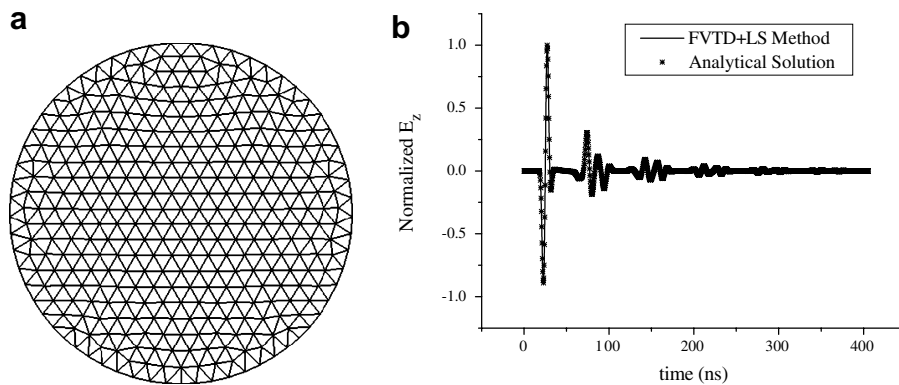 a
b
FVTD+LS Method
Analytical Solution
Normalized E_z
1.0
0.5
0.0
-0.5
-1.0
0
100
200
300
400
time (ns)